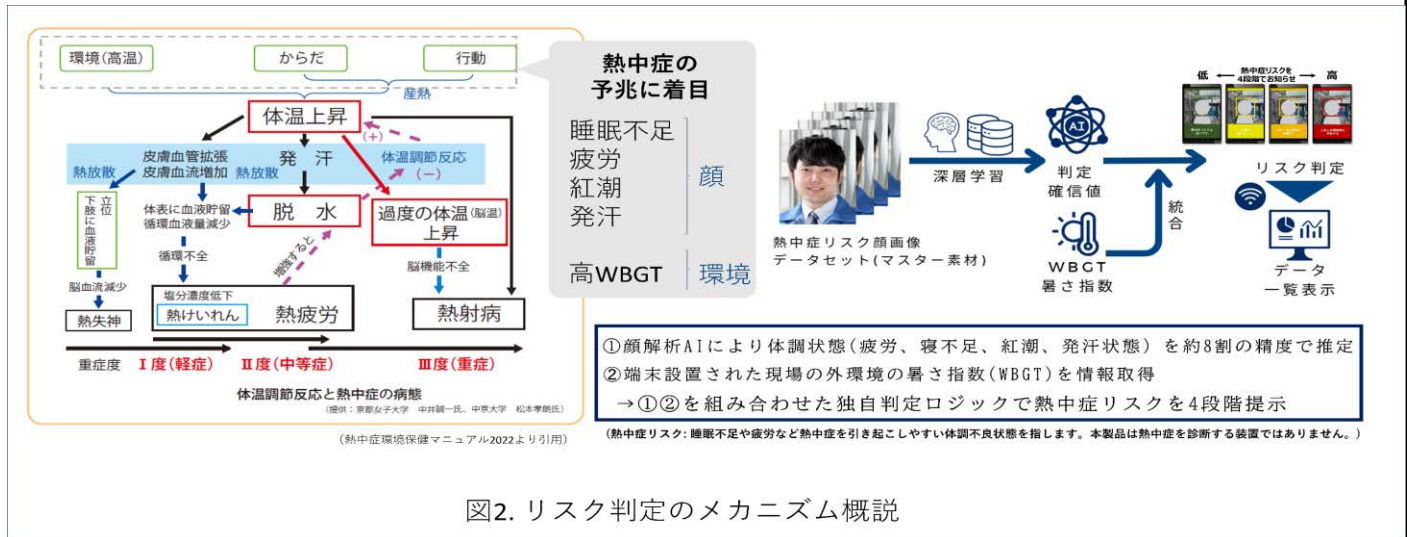 環境(高温)
からだ
行動
産熱
体温上昇
(+)
皮膚血管拡張
皮膚血流増加
発 汗
体温調節反応
(−)
熱放散
熱放散
立位
下肢に血液貯留
体表に血液貯留
循環血液量減少
脱 水
過度の体温(脳温)
上昇
循環不全
増強すると
脳機能不全
脳血流減少
塩分濃度低下
熱けいれん
熱疲労
熱失神
熱射病
重症度
I度(軽症)
II度(中等症)
III度(重症)
体温調節反応と熱中症の病態
(提供:京都女子大学 中井誠一氏、中京大学 松本孝朗氏)
(熱中症環境保健マニュアル2022より引用)
熱中症の
予兆に着目
睡眠不足
疲労
紅潮
発汗
顔
高WBGT
環境
熱中症リスク顔画像
データセット(マスター素材)
深層学習
AI
判定
確信値
WBGT
暑さ指数
統合
低
熱中症リスクを
4段階でお知らせ
高
リスク判定
データ
一覧表示
①顔解析AIにより体調状態(疲労、寝不足、紅潮、発汗状態)を約8割の精度で推定
②端末設置された現場の外環境の暑さ指数(WBGT)を情報取得
→①②を組み合わせた独自判定ロジックで熱中症リスクを4段階提示
(熱中症リスク: 睡眠不足や疲労など熱中症を引き起こしやすい体調不良状態を指します。本製品は熱中症を診断する装置ではありません。)
図2. リスク判定のメカニズム概説